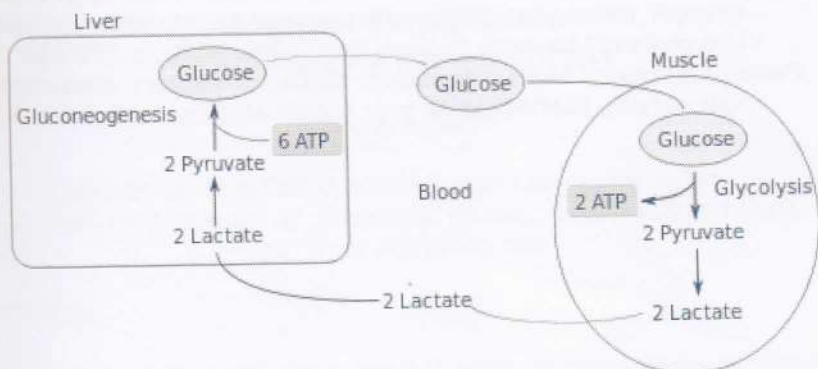 Liver
Glucose
Gluconeogenesis
6 ATP
2 Pyruvate
2 Lactate
Glucose
Blood
2 Lactate
Muscle
Glucose
2 ATP
Glycolysis
2 Pyruvate
2 Lactate